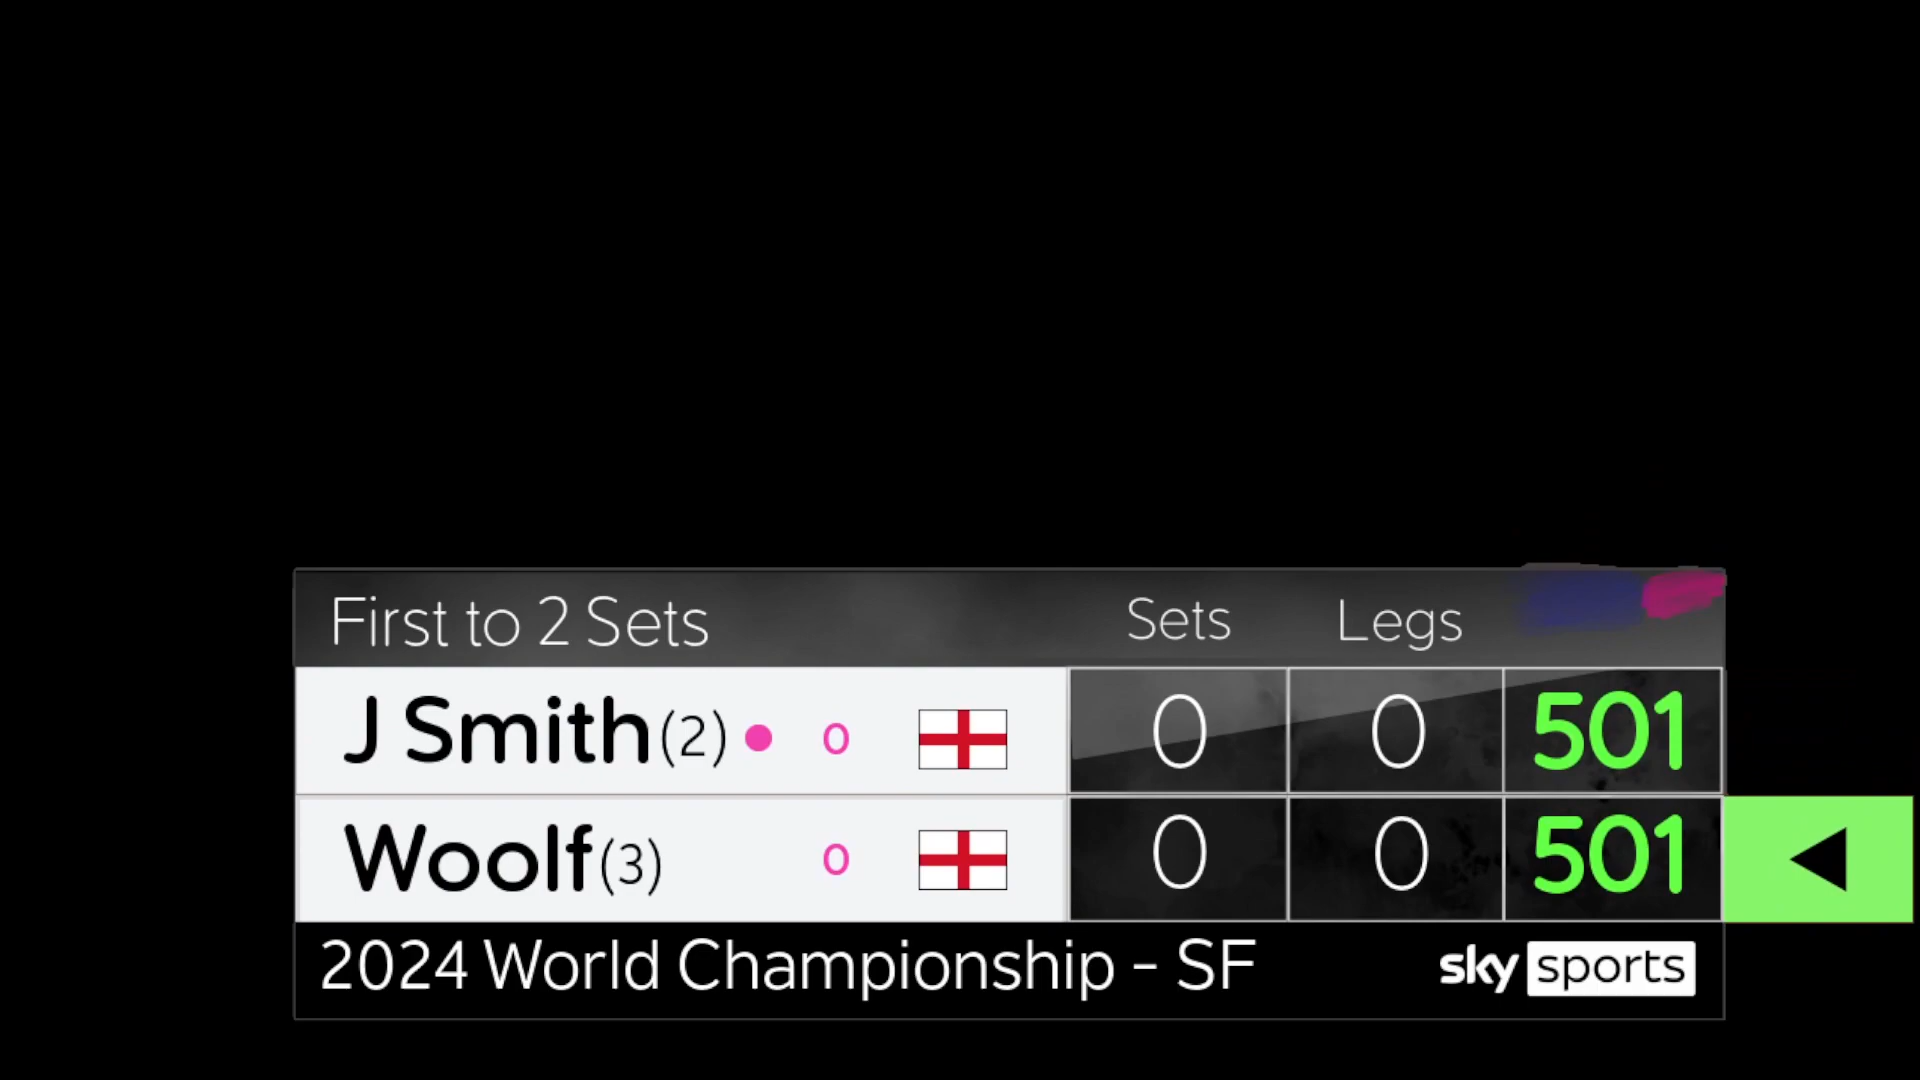 First to 2 Sets Sets Legs
J Smith (2) 0 0 0 501
Woolf (3) 0 0 0 501
2024 World Championship - SF sky sports